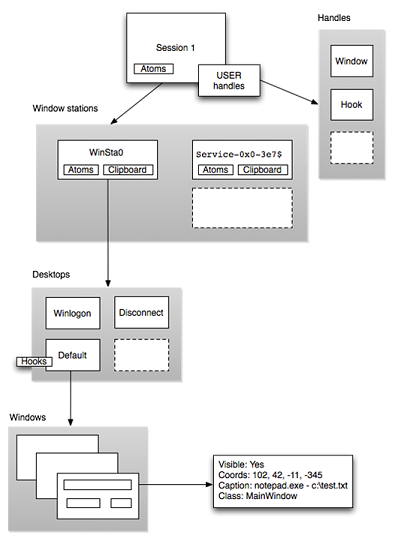 Session 1
Atoms
USER
handles
Handles
Window
Hook
Window stations
WinSta0
Atoms
Clipboard
Service-0x0-3e7$
Atoms
Clipboard
Desktops
Winlogon
Disconnect
Default
Hooks
Windows
Visible: Yes
Coords: 102, 42, -11, -345
Caption: notepad.exe - c:\test.txt
Class: MainWindow